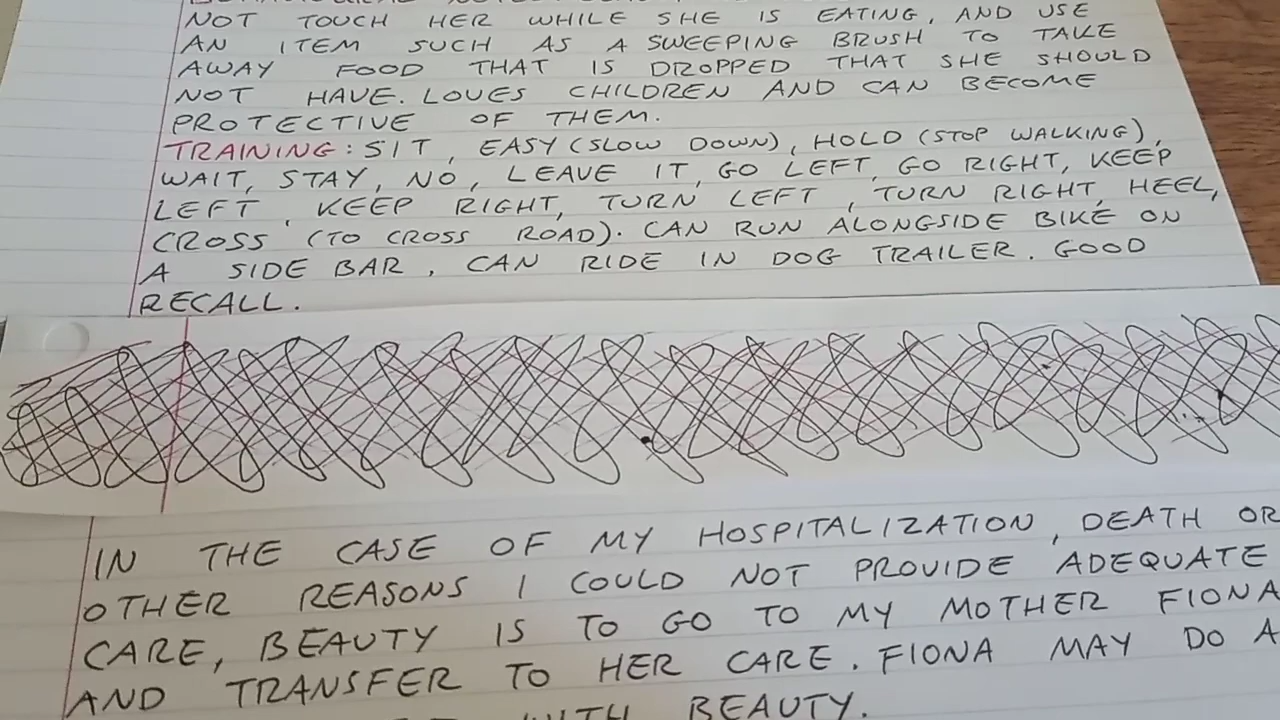 NOT TOUCH HER WHILE SHE IS EATING, AND USE
AN ITEM SUCH AS A SWEEPING BRUSH TO TAKE
AWAY FOOD THAT IS DROPPED THAT SHE SHOULD
NOT HAVE. LOVES CHILDREN AND CAN BECOME
PROTECTIVE OF THEM.
TRAINING: SIT, EASY (SLOW DOWN), HOLD (STOP WALKING),
WAIT, STAY, NO, LEAVE IT, GO LEFT, GO RIGHT, KEEP
LEFT, KEEP RIGHT, TURN LEFT, TURN RIGHT, HEEL,
CROSS (TO CROSS ROAD). CAN RUN ALONGSIDE BIKE ON
A SIDE BAR, CAN RIDE IN DOG TRAILER. GOOD
RECALL.
IN THE CASE OF MY HOSPITALIZATION, DEATH OR
OTHER REASONS I COULD NOT PROVIDE ADEQUATE
CARE, BEAUTY IS TO GO TO MY MOTHER FIONA
AND TRANSFER TO HER CARE. FIONA MAY DO A
WITH BEAUTY.